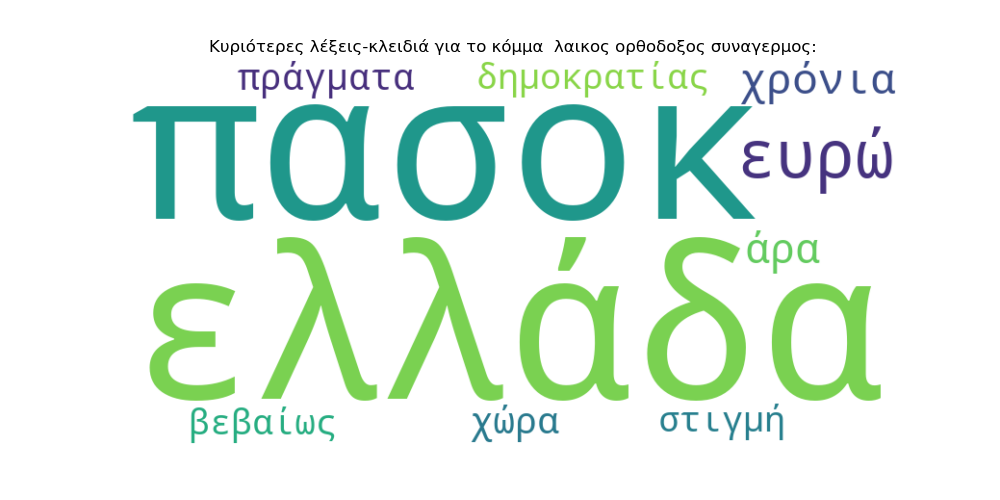 Κυριότερες λέξεις-κλειδιά για το κόμμα  λαικος ορθοδοξος συναγερμος:
πράγματα δημοκρατίας χρόνια
πασοκ ευρώ
ελλάδα άρα
βεβαίως χώρα στιγμή